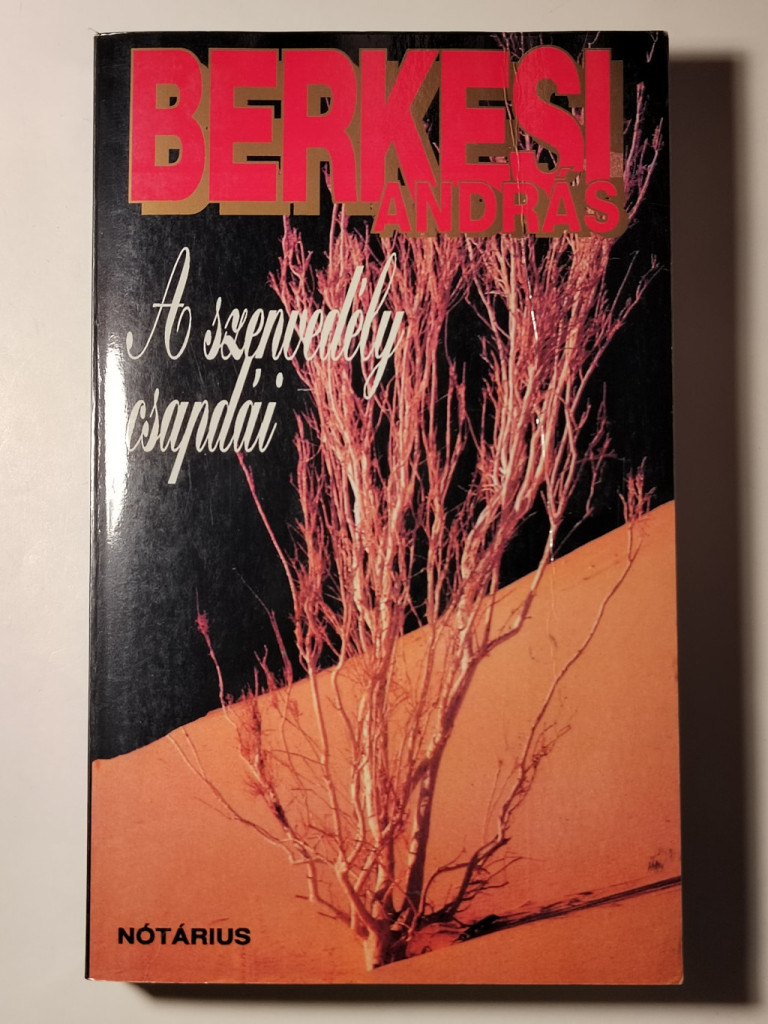 BERKESI
ANDRÁS
A szenvedély
csapdái
NÓTÁRIUS